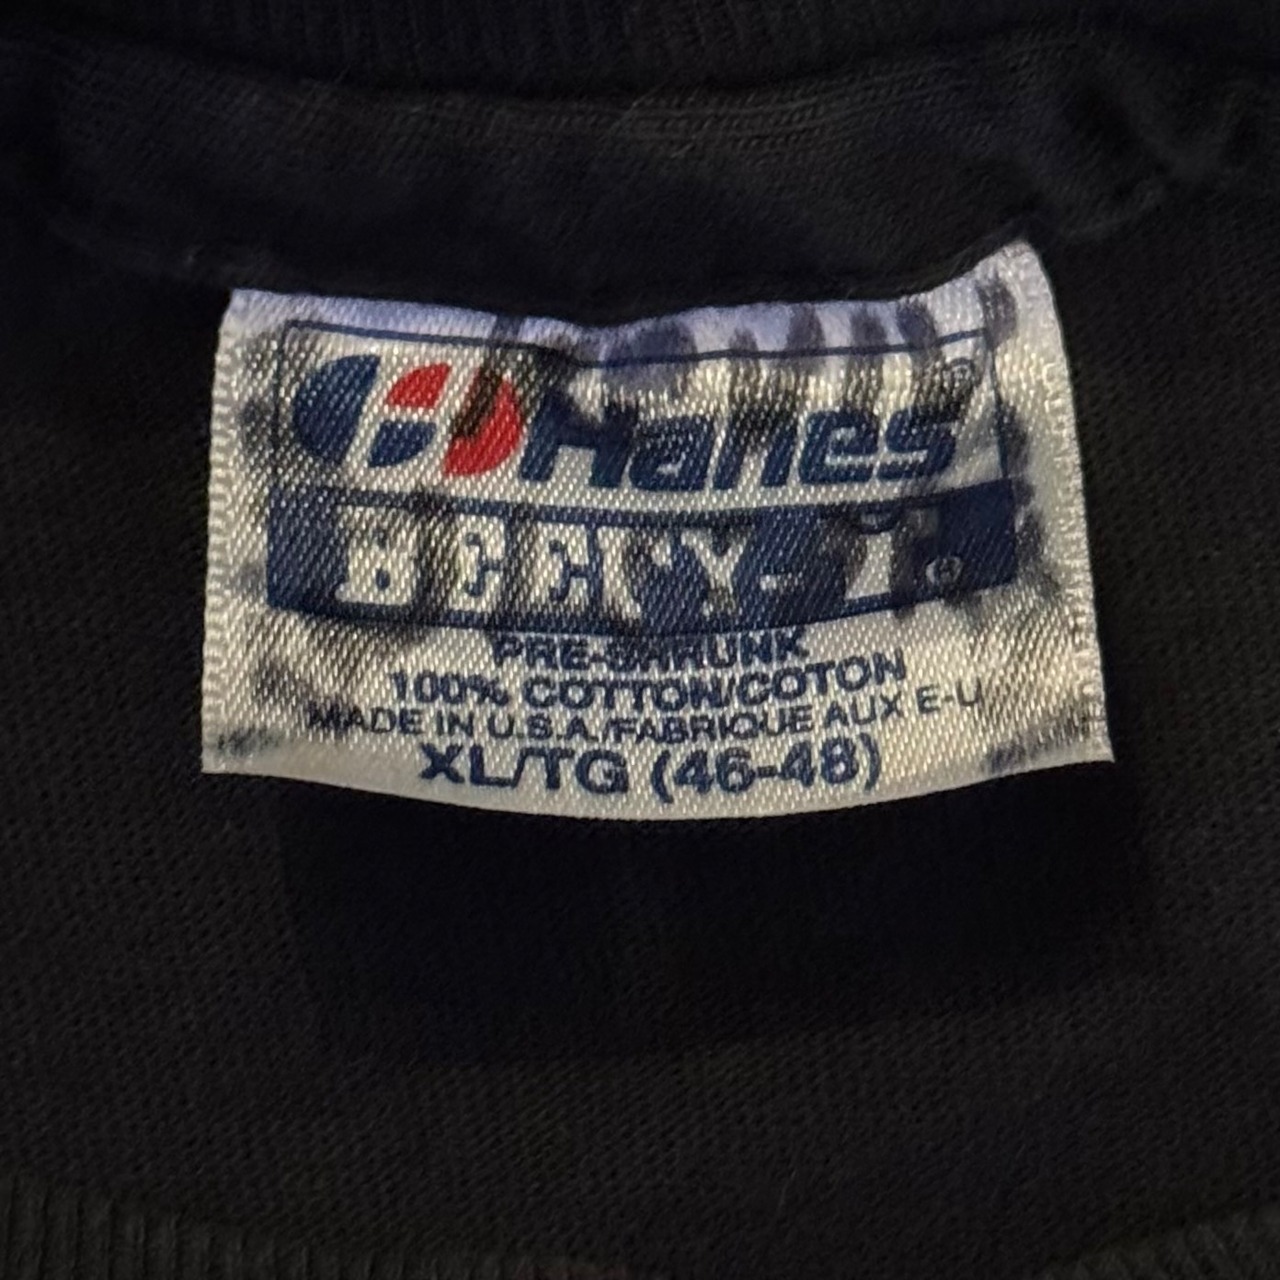 Hanes®
BEEFY-T®
PRE-SHRUNK
100% COTTON/COTON
MADE IN U.S.A./FABRIQUE AUX E-U
XL/TG (46-48)